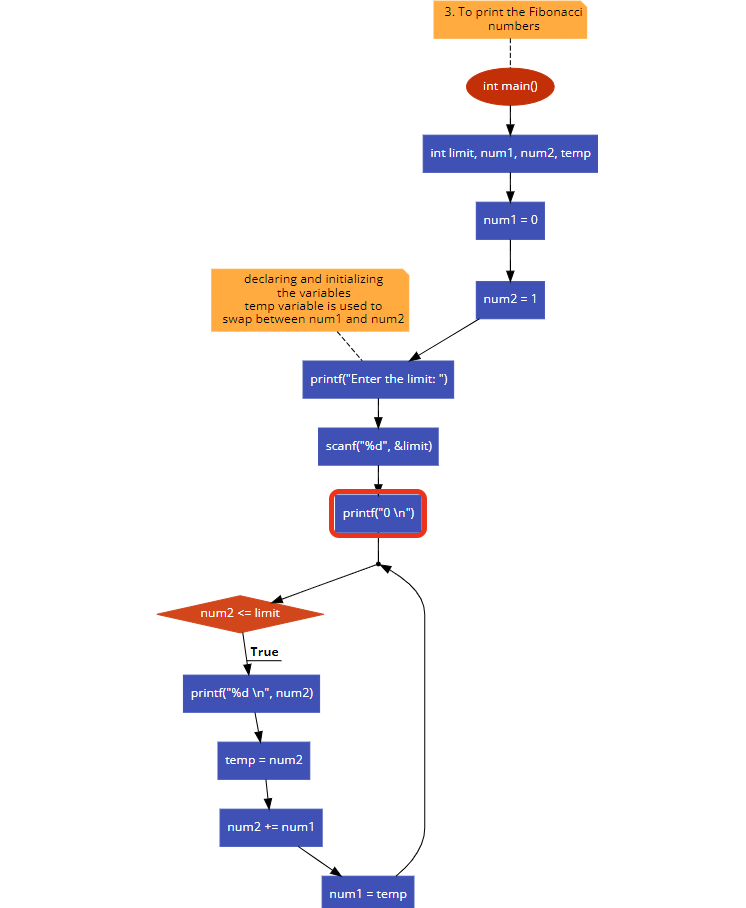 3. To print the Fibonacci
numbers
int main()
int limit, num1, num2, temp
num1 = 0
num2 = 1
declaring and initializing
the variables
temp variable is used to
swap between num1 and num2
printf("Enter the limit: ")
scanf("%d", &limit)
printf("0 \n")
num2 <= limit
True
printf("%d \n", num2)
temp = num2
num2 += num1
num1 = temp